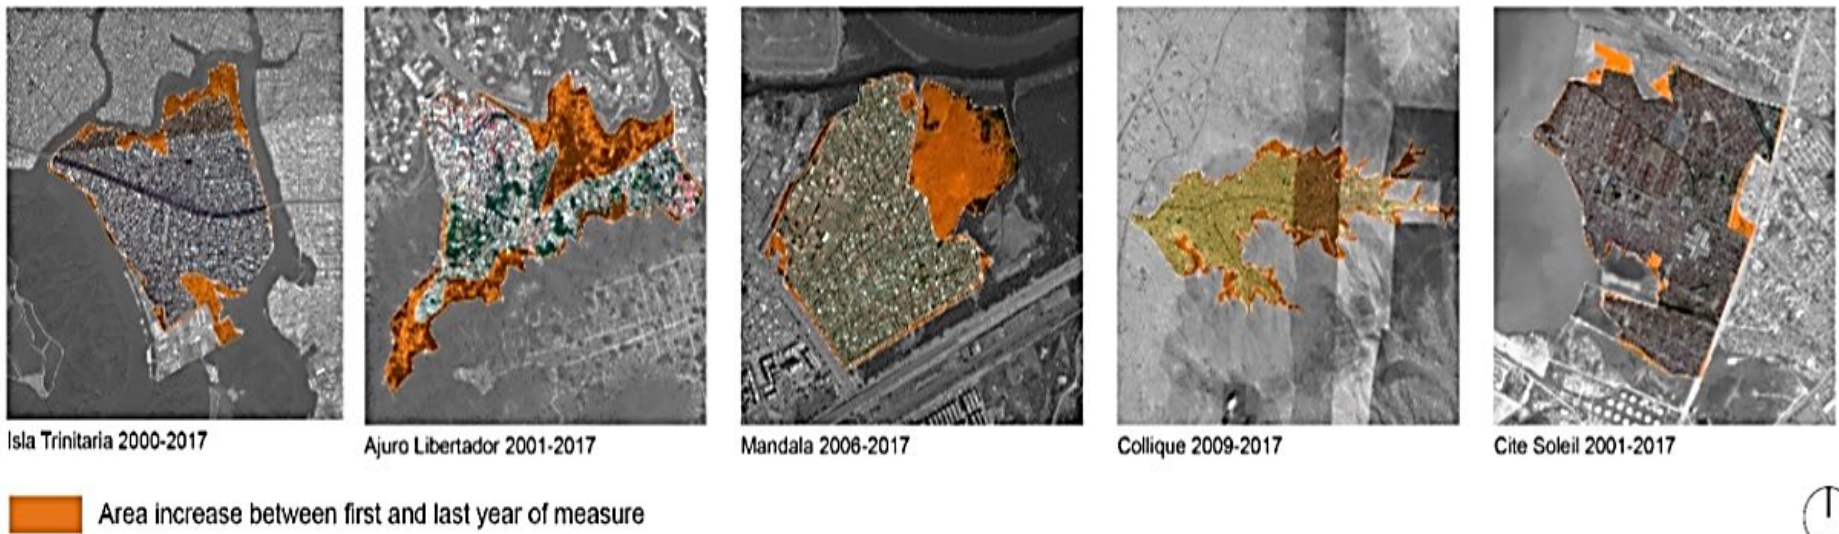 Isla Trinitaria 2000-2017
Ajuro Libertador 2001-2017
Mandala 2006-2017
Collique 2009-2017
Cite Soleil 2001-2017
Area increase between first and last year of measure